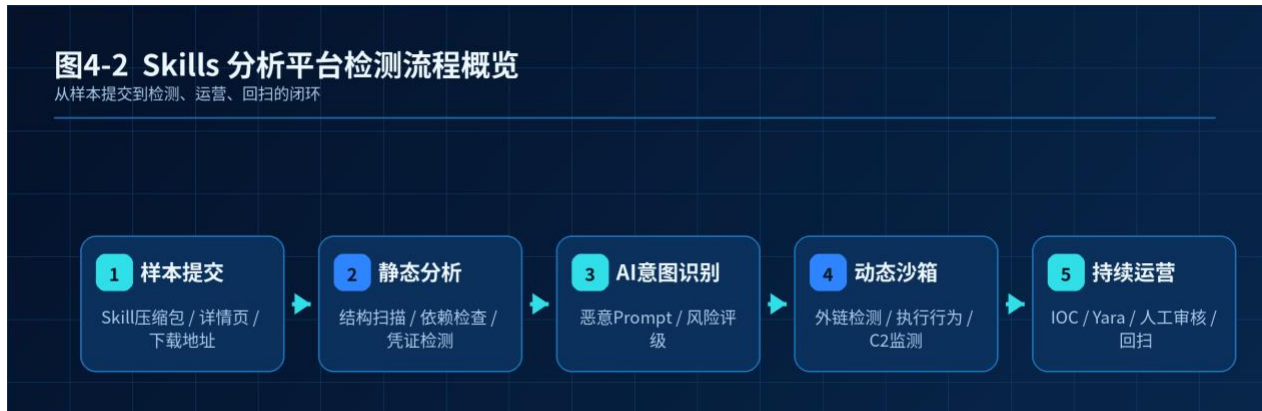 图4-2 Skills 分析平台检测流程概览
从样本提交到检测、运营、回扫的闭环
1 样本提交
Skill压缩包 / 详情页 /
下载地址
2 静态分析
结构扫描 / 依赖检查 /
凭证检测
3 AI意图识别
恶意Prompt / 风险评
级
4 动态沙箱
外链检测 / 执行行为 /
C2监测
5 持续运营
IOC / Yara / 人工审核 /
回扫